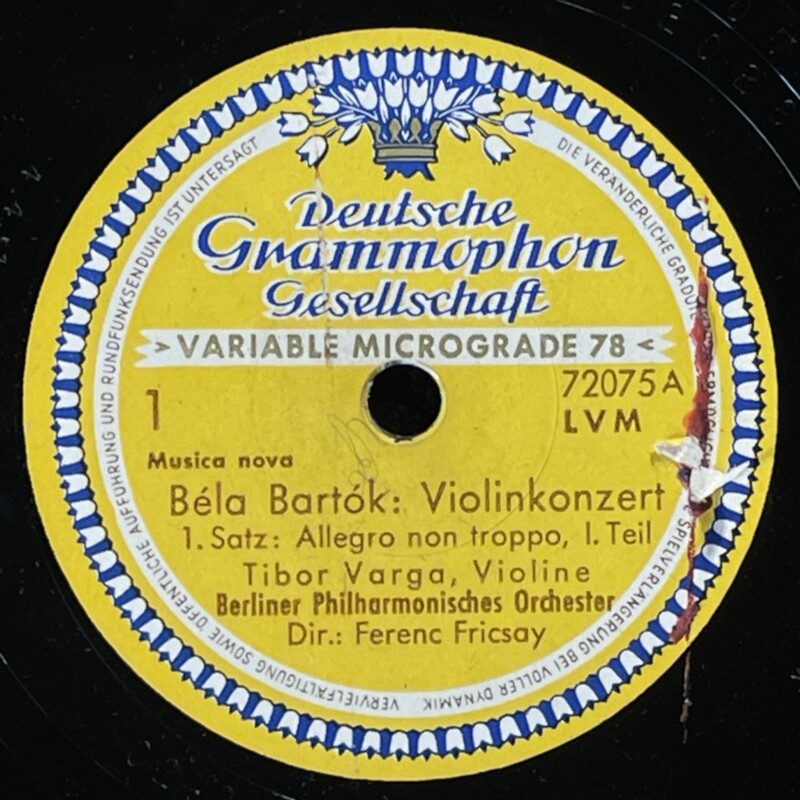 Deutsche
Grammophon
Gesellschaft
>VARIABLE MICROGRADE 78<
72075 A
LVM
1
Musica nova
Béla Bartók: Violinkonzert
1. Satz: Allegro non troppo, I. Teil
Tibor Varga, Violine
Berliner Philharmonisches Orchester
Dir.: Ferenc Fricsay
DIE VERÄNDERLICHE
SPIELVERLÄNGERUNG BEI VOLLER DYNAMIK
VERVIELFÄLTIGUNG SOWIE ÖFFENTLICHE AUFFÜHRUNG UND RUNDFUNKSENDUNG IST UNTERSAGT